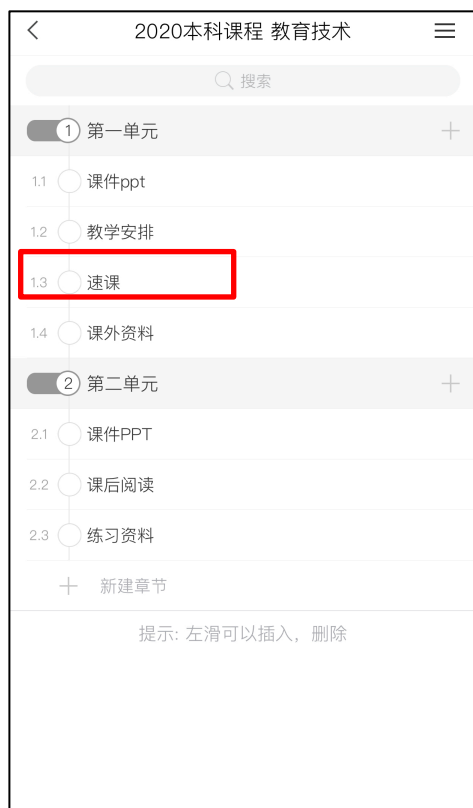 2020本科课程 教育技术
搜索
1 第一单元
1.1 课件ppt
1.2 教学安排
1.3 速课
1.4 课外资料
2 第二单元
2.1 课件PPT
2.2 课后阅读
2.3 练习资料
新建章节
提示: 左滑可以插入，删除